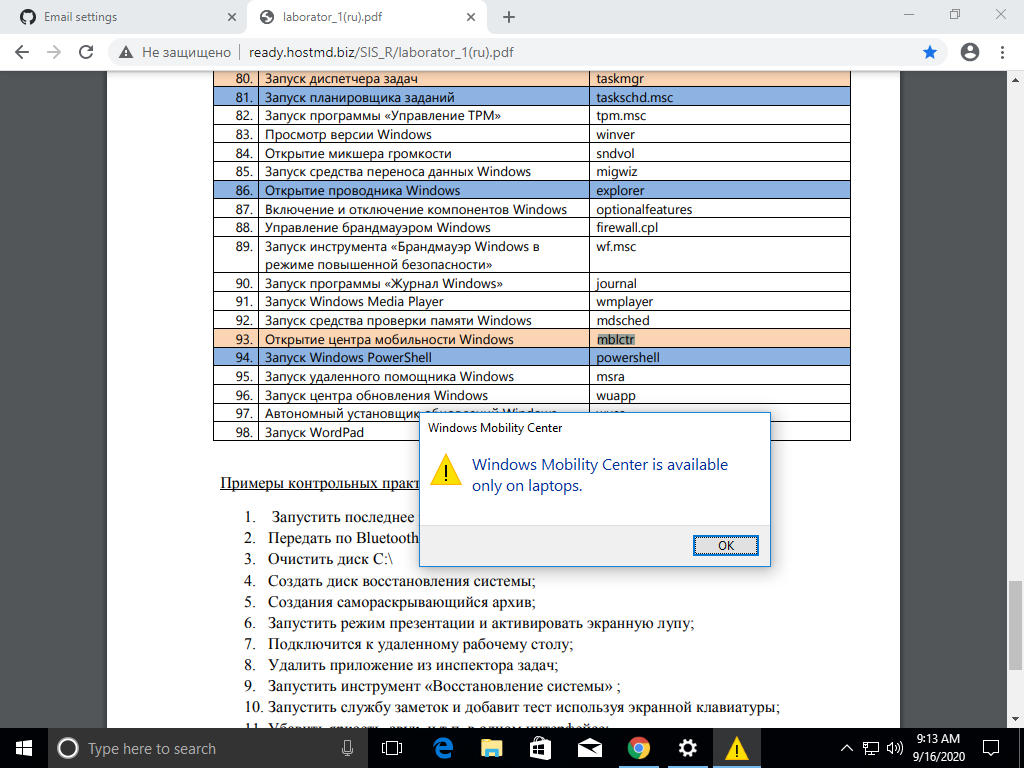 Email settings
laborator_1(ru).pdf
Не защищено
ready.hostmd.biz/SIS_R/laborator_1(ru).pdf
80. Запуск диспетчера задач taskmgr
81. Запуск планировщика заданий taskschd.msc
82. Запуск программы «Управление TPM» tpm.msc
83. Просмотр версии Windows winver
84. Открытие микшера громкости sndvol
85. Запуск средства переноса данных Windows migwiz
86. Открытие проводника Windows explorer
87. Включение и отключение компонентов Windows optionalfeatures
88. Управление брандмауэром Windows firewall.cpl
89. Запуск инструмента «Брандмауэр Windows в wf.msc
режиме повышенной безопасности»
90. Запуск программы «Журнал Windows» journal
91. Запуск Windows Media Player wmplayer
92. Запуск средства проверки памяти Windows mdsched
93. Открытие центра мобильности Windows mblctr
94. Запуск Windows PowerShell powershell
95. Запуск удаленного помощника Windows msra
96. Запуск центра обновления Windows wuapp
97. Автономный установщик
98. Запуск WordPad
Windows Mobility Center
Windows Mobility Center is available
only on laptops.
OK
Примеры контрольных
1. Запустить последнее
2. Передать по Bluetooth
3. Очистить диск C:\
4. Создать диск восстановления системы;
5. Создания самораскрывающийся архив;
6. Запустить режим презентации и активировать экранную лупу;
7. Подключится к удаленному рабочему столу;
8. Удалить приложение из инспектора задач;
9. Запустить инструмент «Восстановление системы» ;
10. Запустить службу заметок и добавит тест используя экранной клавиатуры;
Type here to search
9:13 AM
9/16/2020